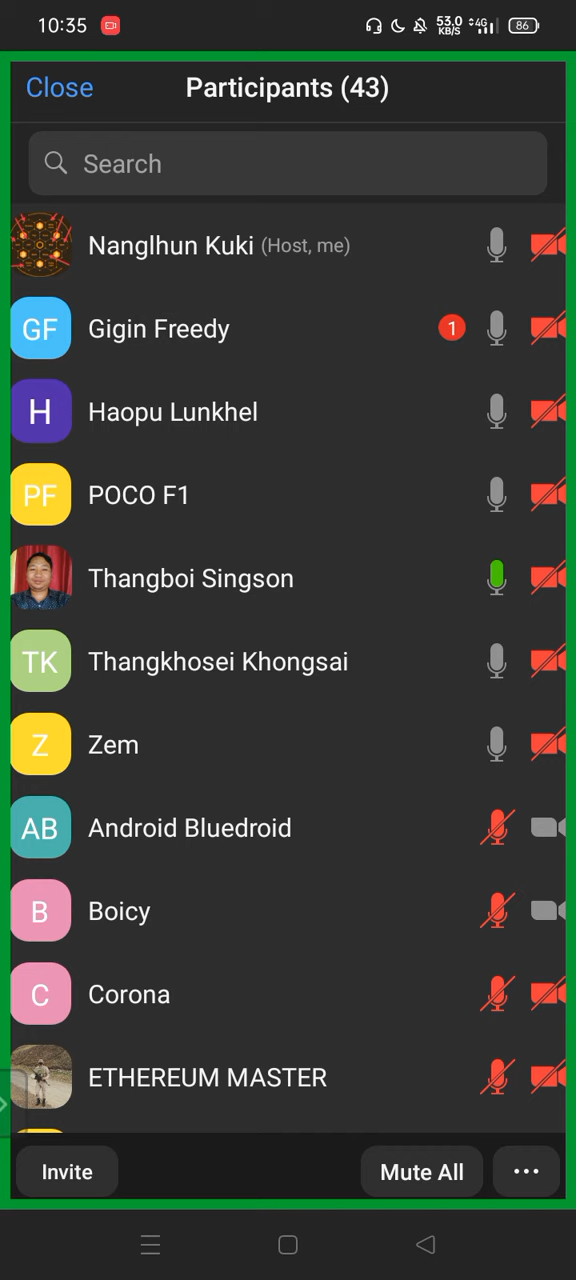 10:35 53.0 KB/S 4G 86
Close Participants (43)
Search
Nanglhun Kuki (Host, me)
GF Gigin Freedy 1
H Haopu Lunkhel
PF POCO F1
Thangboi Singson
TK Thangkhosei Khongsai
Z Zem
AB Android Bluedroid
B Boicy
C Corona
ETHEREUM MASTER
Invite Mute All ...